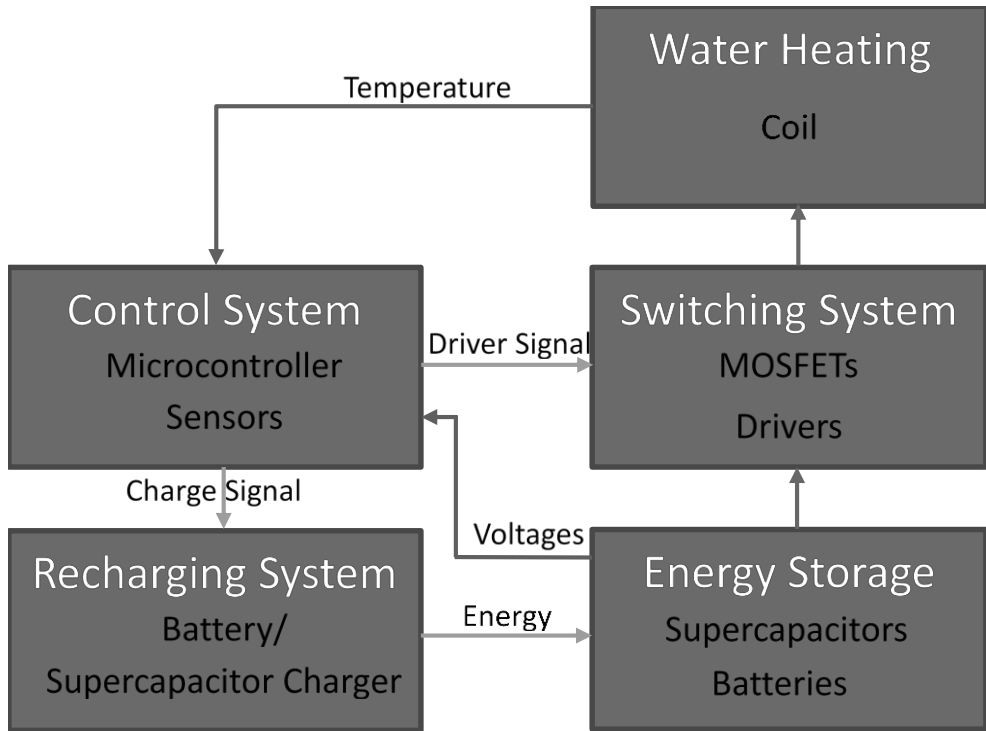 Water Heating
Coil
Temperature
Control System
Microcontroller
Sensors
Driver Signal
Switching System
MOSFETs
Drivers
Charge Signal
Voltages
Recharging System
Battery/
Supercapacitor Charger
Energy
Energy Storage
Supercapacitors
Batteries